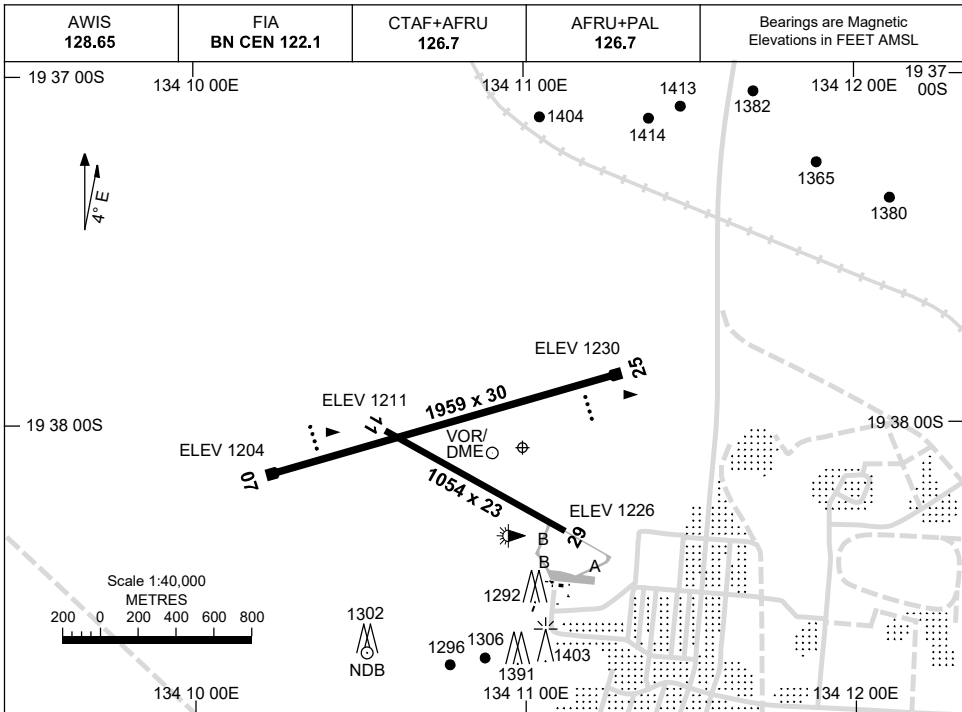 AWIS
128.65
FIA
BN CEN 122.1
CTAF+AFRU
126.7
AFRU+PAL
126.7
Bearings are Magnetic
Elevations in FEET AMSL
19 37 00S
134 10 00E
134 11 00E
134 12 00E
19 37
00S
1413
1382
1404
1414
1365
1380
4° E
ELEV 1230
25
1959 x 30
ELEV 1211
11
19 38 00S
19 38 00S
VOR/
DME
ELEV 1204
07
1054 x 23
ELEV 1226
29
B
B
A
Scale 1:40,000
METRES
200 0 200 400 600 800
1292
1302
NDB
1296
1306
1391
1403
134 10 00E
134 11 00E
134 12 00E